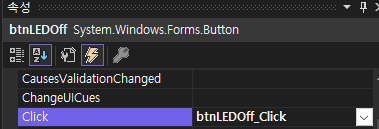 속성
btnLEDOff System.Windows.Forms.Button
CausesValidationChanged
ChangeUICues
Click btnLEDOff_Click